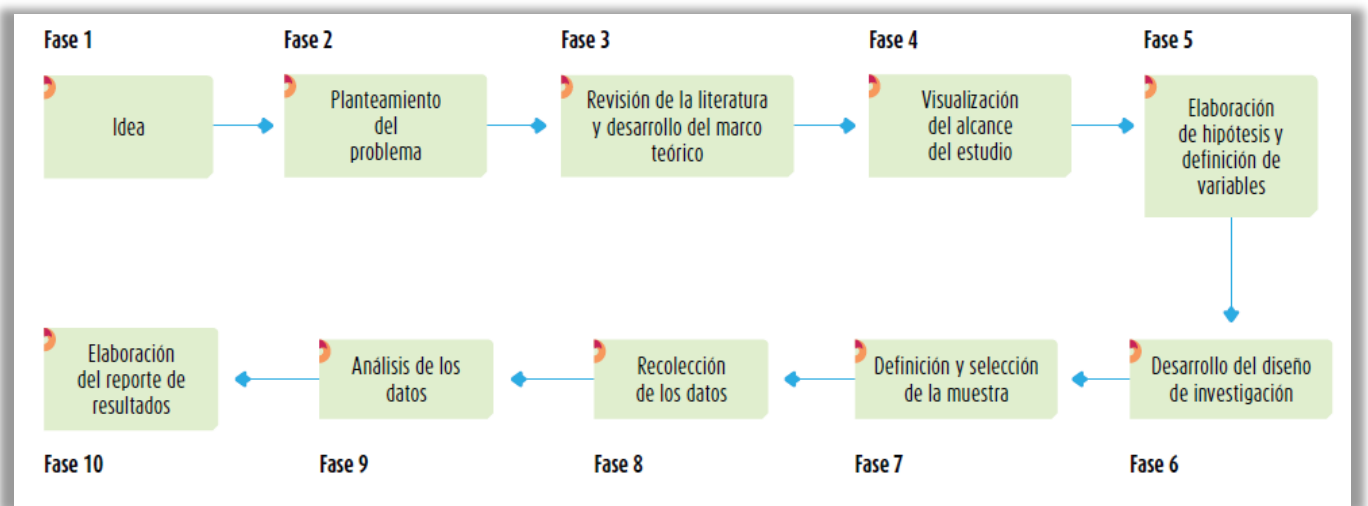 Fase 1
Fase 2
Fase 3
Fase 4
Fase 5
Idea
Planteamiento
del
problema
Revisión de la literatura
y desarrollo del marco
teórico
Visualización
del alcance
del estudio
Elaboración
de hipótesis y
definición de
variables
Elaboración
del reporte de
resultados
Análisis de los
datos
Recolección
de los datos
Definición y selección
de la muestra
Desarrollo del diseño
de investigación
Fase 10
Fase 9
Fase 8
Fase 7
Fase 6